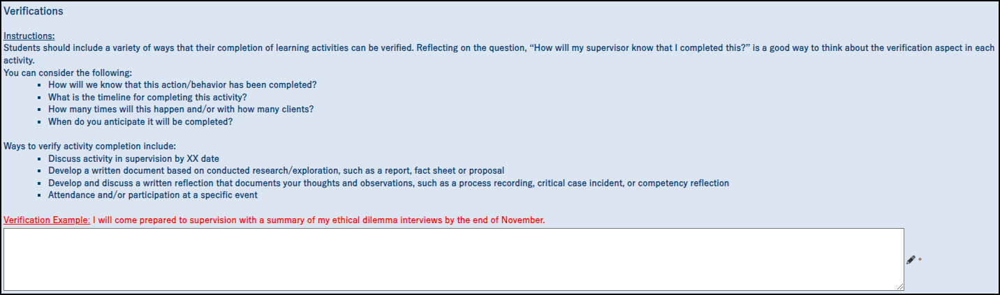 Verifications
Instructions:
Students should include a variety of ways that their completion of learning activities can be verified. Reflecting on the question, “How will my supervisor know that I completed this?” is a good way to think about the verification aspect in each
activity.
You can consider the following:
▪ How will we know that this action/behavior has been completed?
▪ What is the timeline for completing this activity?
▪ How many times will this happen and/or with how many clients?
▪ When do you anticipate it will be completed?
Ways to verify activity completion include:
▪ Discuss activity in supervision by XX date
▪ Develop a written document based on conducted research/exploration, such as a report, fact sheet or proposal
▪ Develop and discuss a written reflection that documents your thoughts and observations, such as a process recording, critical case incident, or competency reflection
▪ Attendance and/or participation at a specific event
Verification Example: I will come prepared to supervision with a summary of my ethical dilemma interviews by the end of November.
*